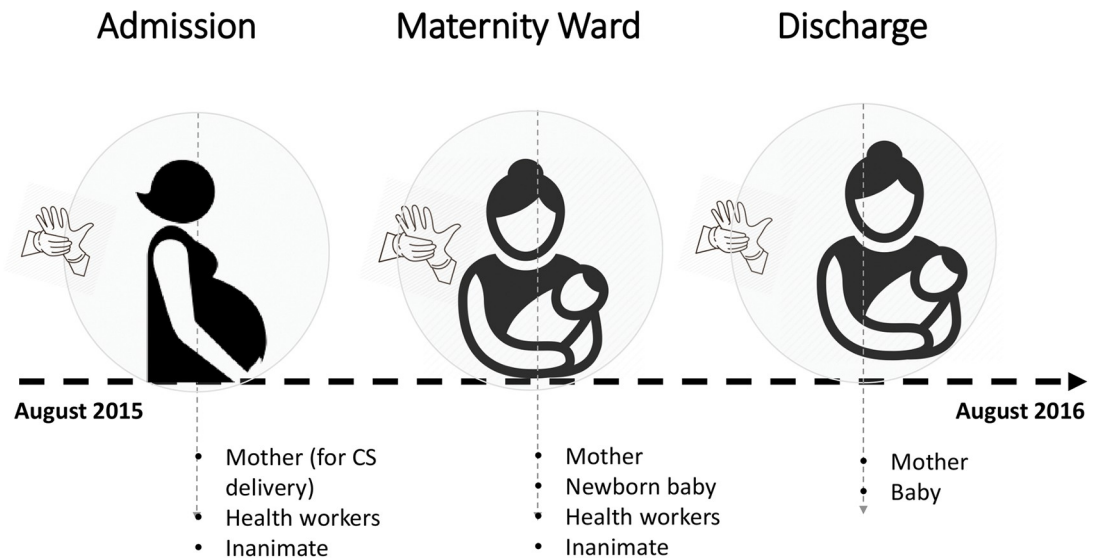 Admission
Maternity Ward
Discharge
August 2015
August 2016
• Mother (for CS
delivery)
• Health workers
• Inanimate
• Mother
• Newborn baby
• Health workers
• Inanimate
• Mother
• Baby